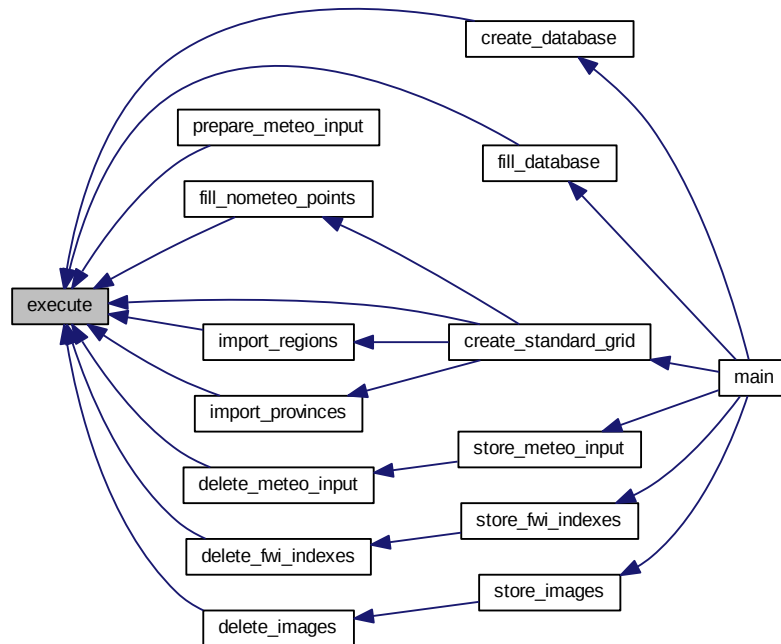 create_database
prepare_meteo_input
fill_database
fill_nometeo_points
execute
import_regions
create_standard_grid
main
import_provinces
store_meteo_input
delete_meteo_input
store_fwi_indexes
delete_fwi_indexes
store_images
delete_images